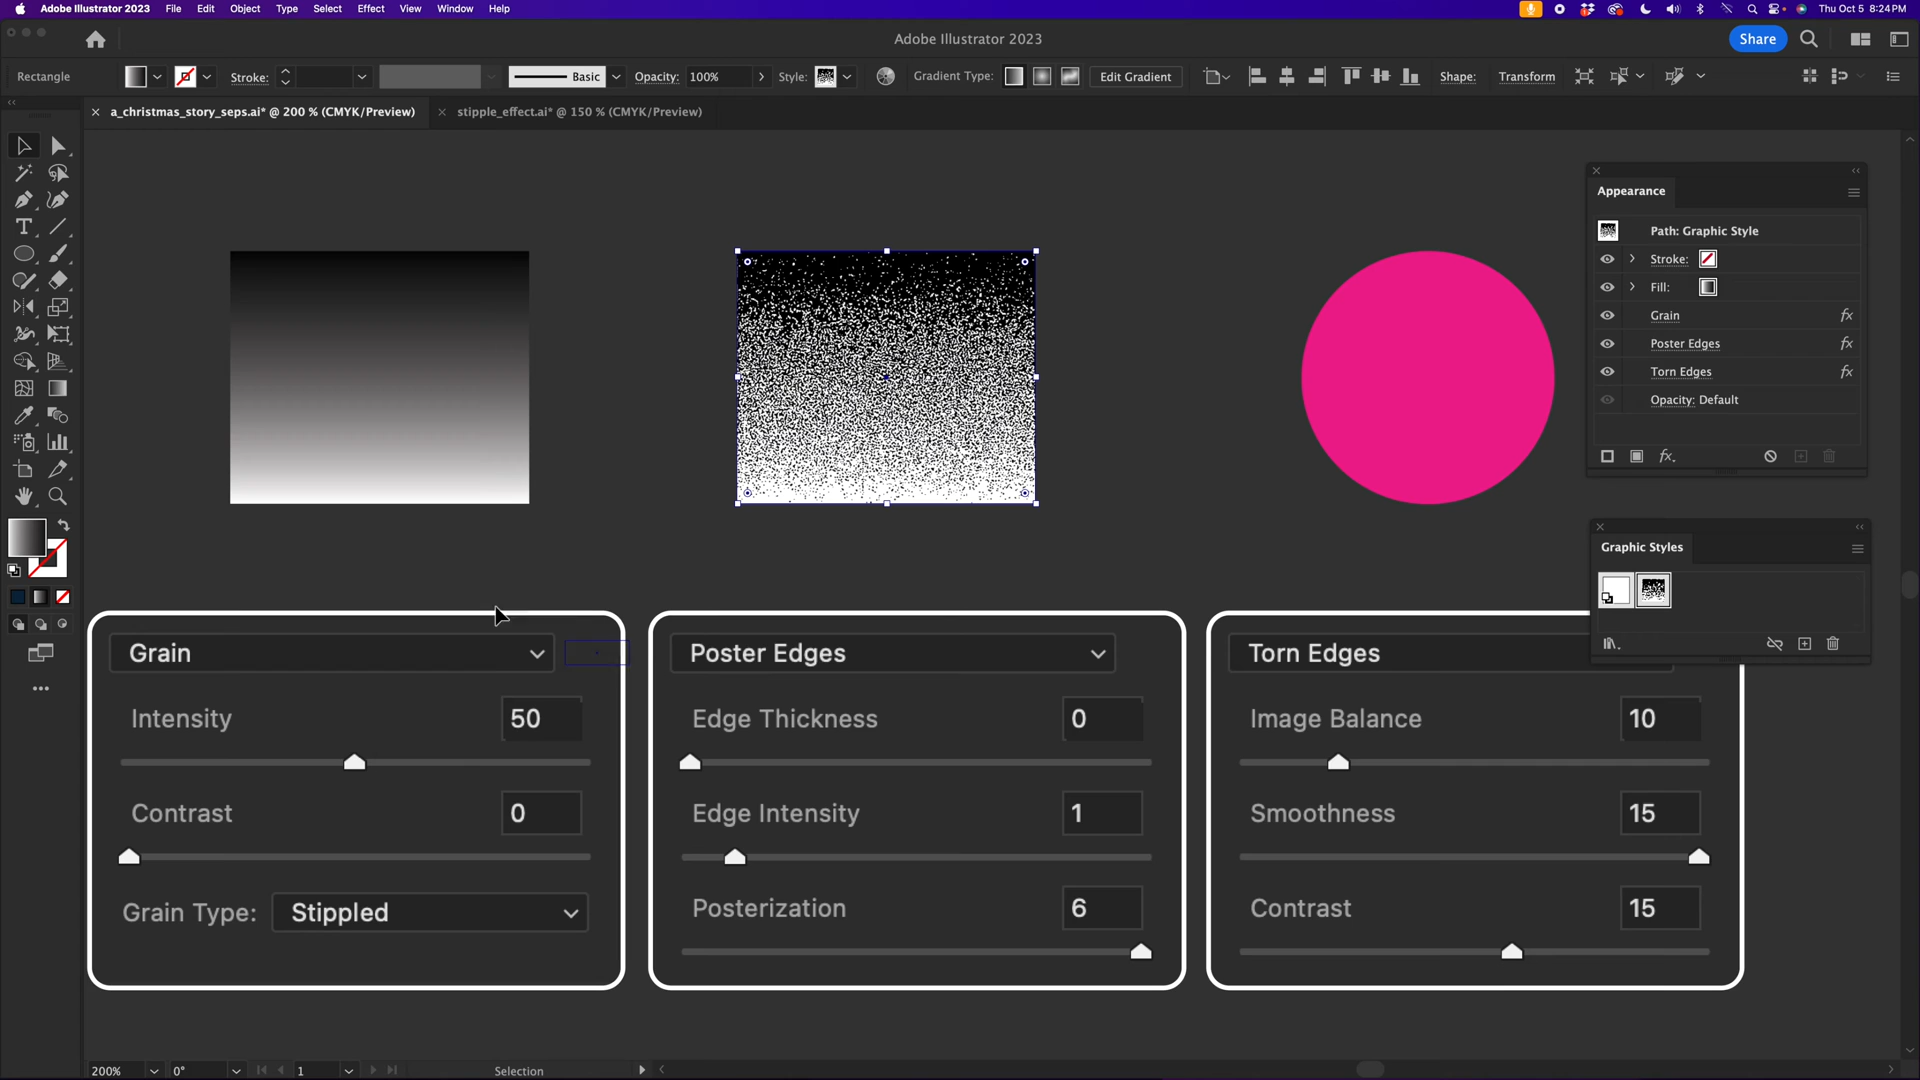 Adobe Illustrator 2023 File Edit Object Type Select Effect View Window Help Thu Oct 5 8:24PM
Adobe Illustrator 2023 Share
Rectangle Stroke: Basic Opacity: 100% Style: Gradient Type: Edit Gradient Shape: Transform
a_christmas_story_seps.ai* @ 200 % (CMYK/Preview) stipple_effect.ai* @ 150 % (CMYK/Preview)
Appearance
Path: Graphic Style
Stroke:
Fill:
Grain fx
Poster Edges fx
Torn Edges fx
Opacity: Default
fx.
Graphic Styles
Grain
Intensity 50
Contrast 0
Grain Type: Stippled
Poster Edges
Edge Thickness 0
Edge Intensity 1
Posterization 6
Torn Edges
Image Balance 10
Smoothness 15
Contrast 15
200% 0° 1 Selection